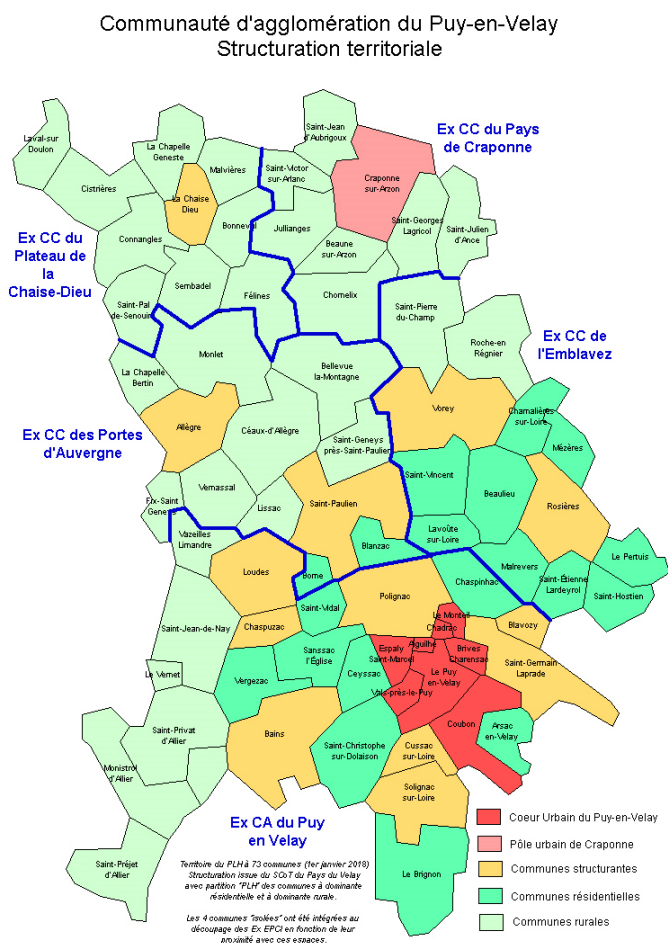 Communauté d'agglomération du Puy-en-Velay
Structuration territoriale
Saint-Jean
d'Aubrigoux
Ex CC du Pays
de Craponne
Laval-sur
Doulon
La Chapelle
Geneste
Malvières
Saint-Victor
sur-Arlanc
Craponne
sur-Arzon
Cistrières
La Chaise
Dieu
Bonneval
Jullianges
Saint-Georges
Lagricol
Saint-Julien
d'Ance
Connangles
Beaune
sur-Arzon
Ex CC du
Plateau de
la
Chaise-Dieu
Sembadel
Félines
Chomelix
Saint-Pal
de-Senouire
Saint-Pierre
du-Champ
Roche-en
Régnier
Ex CC de
l'Emblavez
Monlet
La Chapelle
Bertin
Bellevue
la-Montagne
Vorey
Chamalières
sur-Loire
Allègre
Céaux-d'Allègre
Ex CC des Portes
d'Auvergne
Saint-Geneys
près-Saint-Paulien
Mézères
Saint-Vincent
Beaulieu
Rosières
Vernassal
Lissac
Saint-Paulien
Fix-Saint
Geneys
Vazeilles
Limandre
Blanzac
Lavoûte
sur-Loire
Le Pertuis
Loudes
Borne
Polignac
Chaspinhac
Malrevers
Saint-Étienne
Lardeyrol
Saint-Hostien
Saint-Vidal
Chaspuzac
Le Monteil
Chadrac
Blavozy
Saint-Jean-de-Nay
Sanssac
l'Église
Ceyssac
Espaly
Saint-Marcel
Aiguilhe
Brives
Charensac
Saint-Germain
Laprade
Le Vernet
Vergezac
Le Puy
en-Velay
Vals-près-le-Puy
Saint-Privat
d'Allier
Bains
Saint-Christophe
sur-Dolaison
Coubon
Arsac
en-Velay
Monistrol
d'Allier
Cussac
sur-Loire
Solignac
sur-Loire
Ex CA du Puy
en Velay
Saint-Préjet
d'Allier
Le Brignon
Territoire du PLH à 73 communes (1er janvier 2018)
Structuration issue du SCoT du Pays du Velay
avec partition "PLH" des communes à dominante
résidentielle et à dominante rurale.
Les 4 communes "isolées" ont été intégrées au
découpage des Ex EPCI en fonction de leur
proximité avec ces espaces.
Coeur Urbain du Puy-en-Velay
Pôle urbain de Craponne
Communes structurantes
Communes résidentielles
Communes rurales